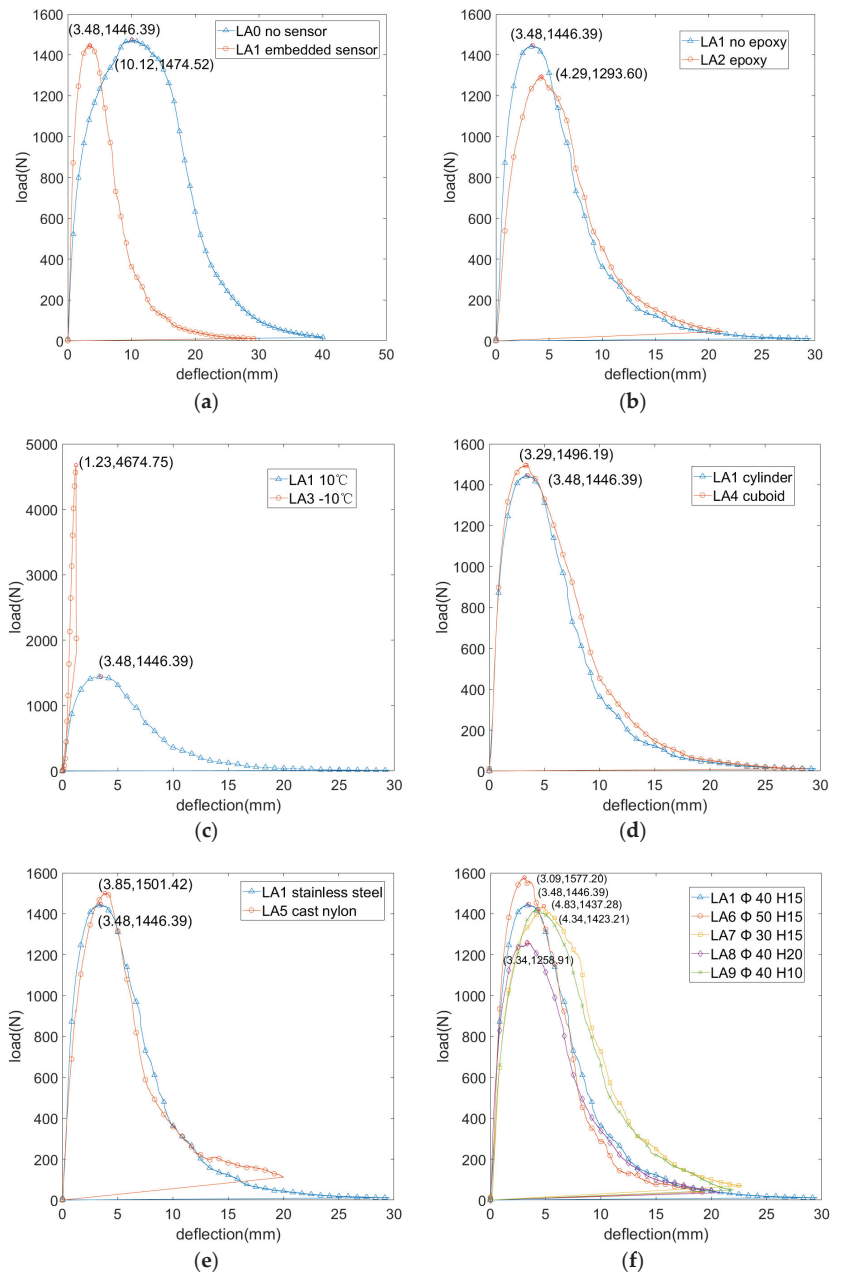 (3.48,1446.39)
(10.12,1474.52)
LA0 no sensor
LA1 embedded sensor
load(N)
1600
1400
1200
1000
800
600
400
200
0
0 10 20 30 40 50
deflection(mm)
(a)
(3.48,1446.39)
(4.29,1293.60)
LA1 no epoxy
LA2 epoxy
load(N)
1600
1400
1200
1000
800
600
400
200
0
0 5 10 15 20 25 30
deflection(mm)
(b)
(1.23,4674.75)
(3.48,1446.39)
LA1 10℃
LA3 -10℃
load(N)
5000
4000
3000
2000
1000
0
0 5 10 15 20 25 30
deflection(mm)
(c)
(3.29,1496.19)
(3.48,1446.39)
LA1 cylinder
LA4 cuboid
load(N)
1600
1400
1200
1000
800
600
400
200
0
0 5 10 15 20 25 30
deflection(mm)
(d)
(3.85,1501.42)
(3.48,1446.39)
LA1 stainless steel
LA5 cast nylon
load(N)
1600
1400
1200
1000
800
600
400
200
0
0 5 10 15 20 25 30
deflection(mm)
(e)
(3.09,1577.20)
(3.48,1446.39)
(4.83,1437.28)
(4.34,1423.21)
(3.34,1258.91)
LA1 Φ 40 H15
LA6 Φ 50 H15
LA7 Φ 30 H15
LA8 Φ 40 H20
LA9 Φ 40 H10
load(N)
1600
1400
1200
1000
800
600
400
200
0
0 5 10 15 20 25 30
deflection(mm)
(f)